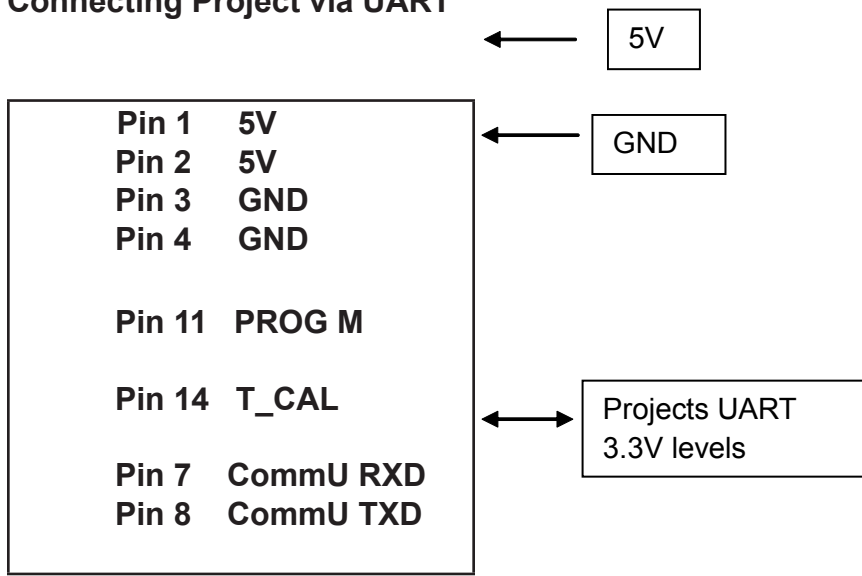 Connecting Project via UART
5V
Pin 1 5V
Pin 2 5V
Pin 3 GND
Pin 4 GND
GND
Pin 11 PROG M
Pin 14 T_CAL
Projects UART
3.3V levels
Pin 7 CommU RXD
Pin 8 CommU TXD